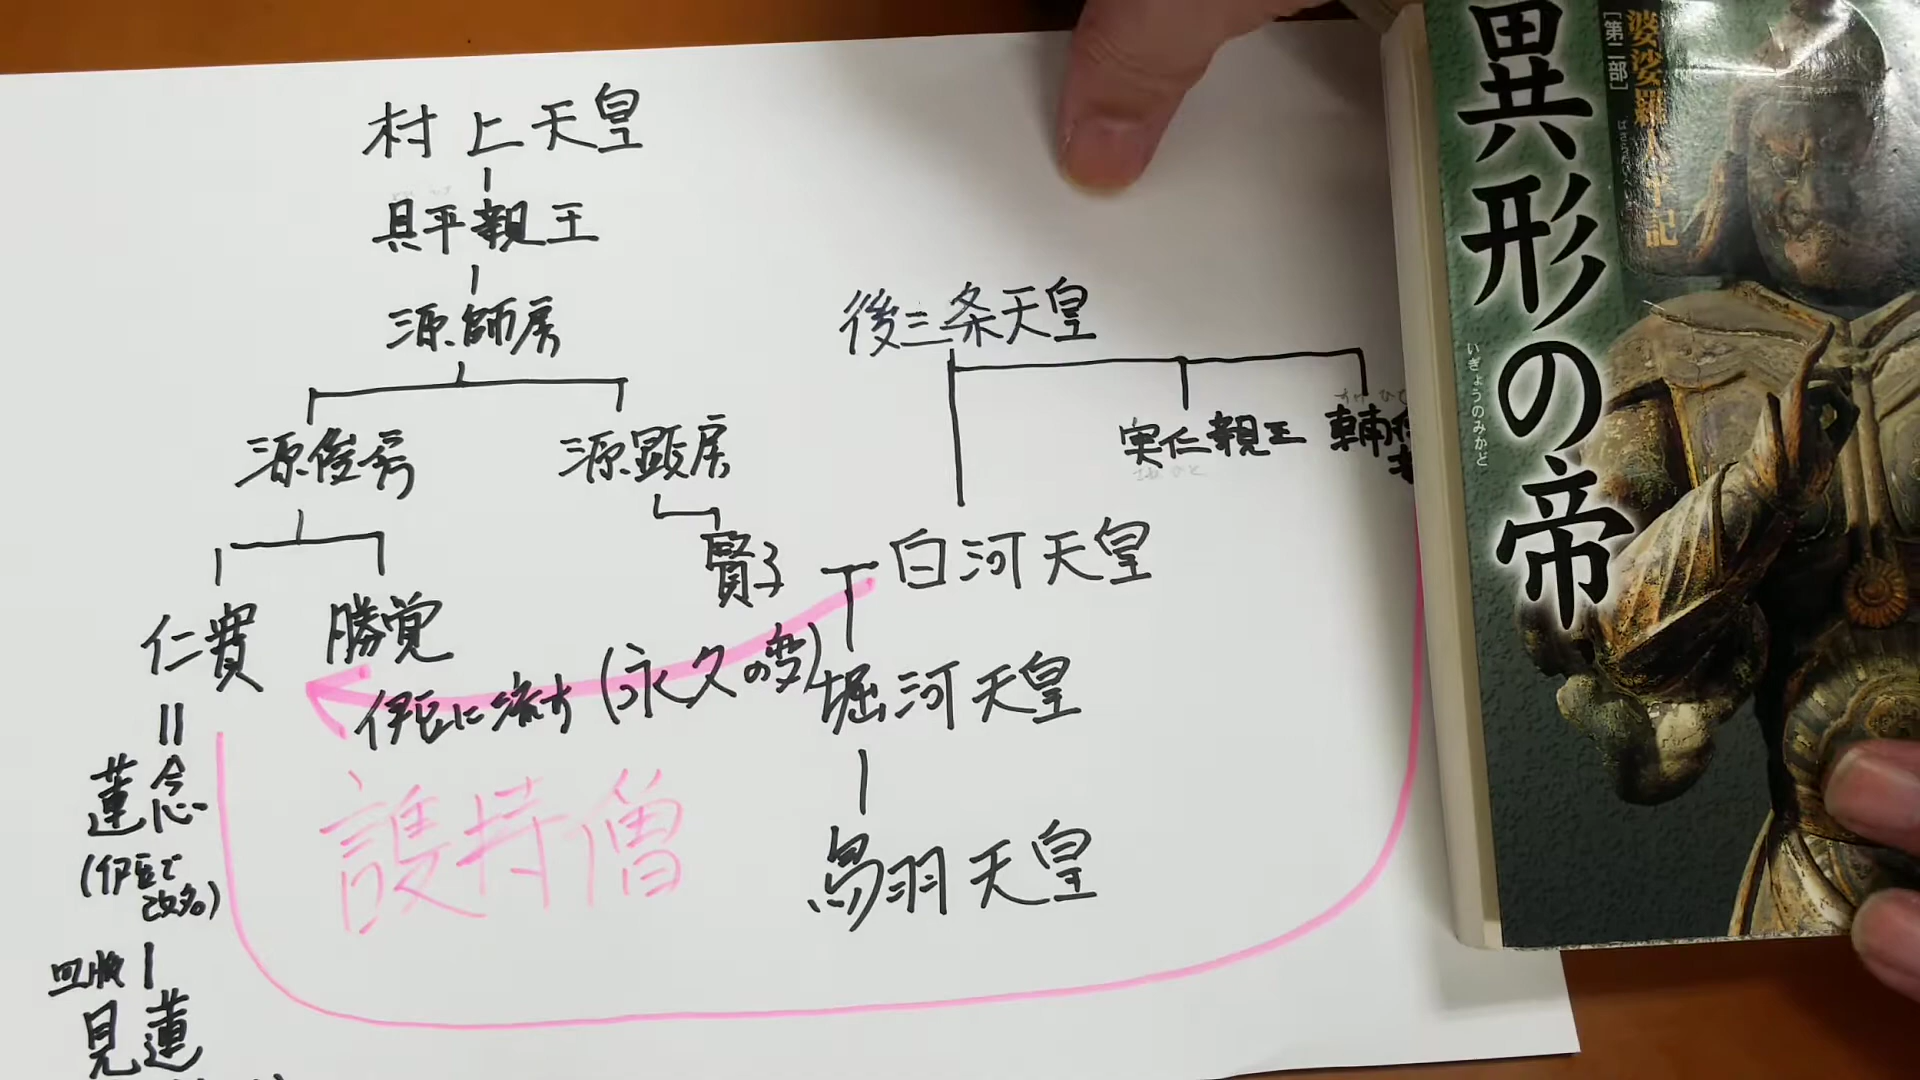 村上天皇
具平親王
源師房
源俊房
源顕房
賢子
仁寛
勝覚
伊豆に流す(永久の変)
蓮念
(伊豆で
改名)
見蓮
護持僧
後三条天皇
実仁親王
輔
白河天皇
堀河天皇
鳥羽天皇
婆娑羅太平記
[第二部]
異形の帝
いぎょうのみかど